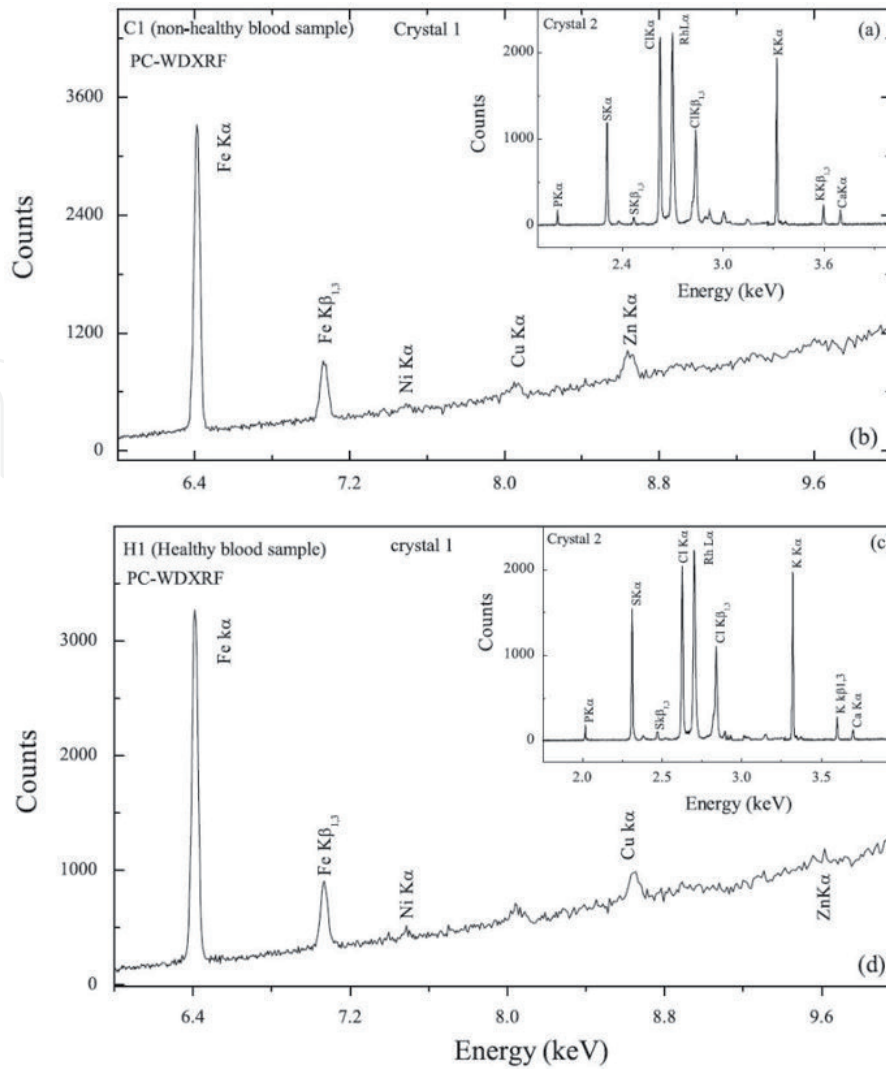 C1 (non-healthy blood sample)
Crystal 1
PC-WDXRF
Counts
3600
2400
1200
0
Fe Kα
Fe Kβ1,3
Ni Kα
Cu Kα
Zn Kα
(b)
6.4 7.2 8.0 8.8 9.6
Crystal 2
(a)
Counts
2000
1000
0
PKα
SKα
SKβ1,3
ClKα
RhLα
ClKβ1,3
KKα
KKβ1,3
CaKα
2.4 3.0 3.6
Energy (keV)
H1 (Healthy blood sample)
crystal 1
PC-WDXRF
Counts
3000
2000
1000
0
Fe kα
Fe Kβ1,3
Ni Kα
Cu kα
ZnKα
(d)
6.4 7.2 8.0 8.8 9.6
Energy (keV)
Crystal 2
(c)
Counts
2000
1000
0
PKα
SKα
Skβ1,3
Cl Kα
Rh Lα
Cl Kβ1,3
K Kα
K kβ1,3
Ca Kα
2.0 2.5 3.0 3.5
Energy (keV)